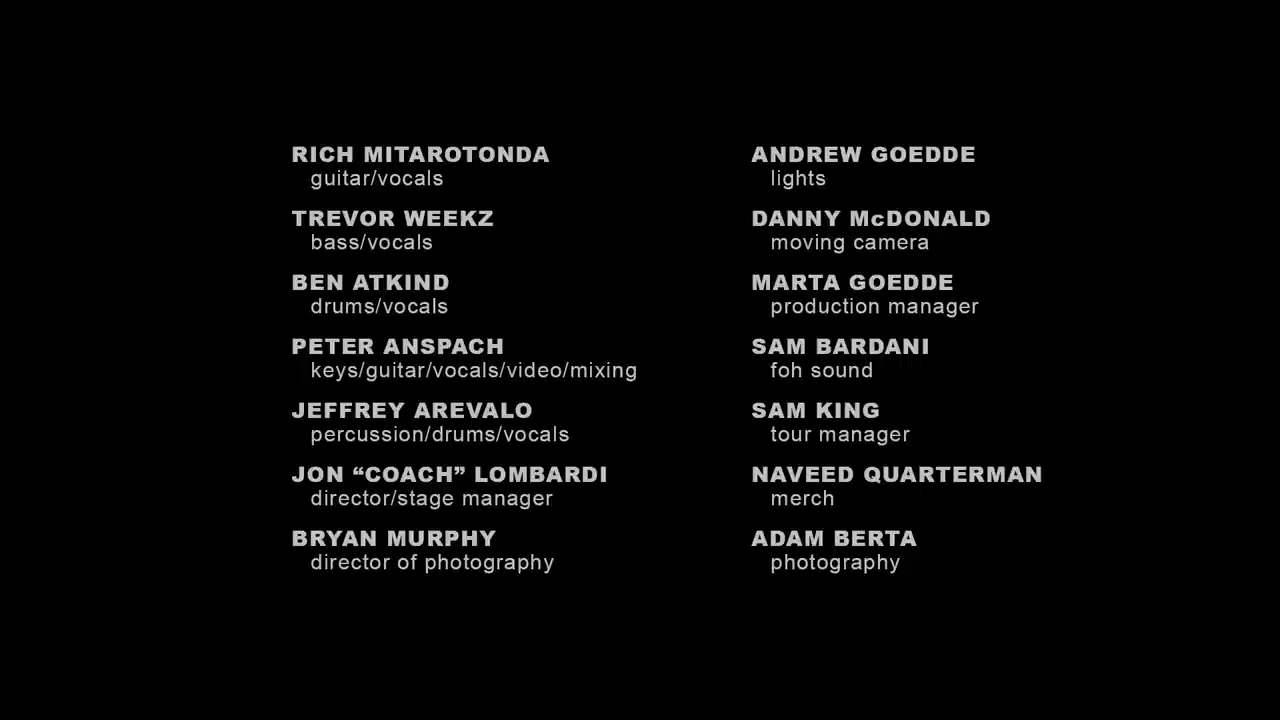 RICH MITAROTONDA
guitar/vocals
TREVOR WEEKZ
bass/vocals
BEN ATKIND
drums/vocals
PETER ANSPACH
keys/guitar/vocals/video/mixing
JEFFREY AREVALO
percussion/drums/vocals
JON “COACH” LOMBARDI
director/stage manager
BRYAN MURPHY
director of photography
ANDREW GOEDDE
lights
DANNY McDONALD
moving camera
MARTA GOEDDE
production manager
SAM BARDANI
foh sound
SAM KING
tour manager
NAVEED QUARTERMAN
merch
ADAM BERTA
photography